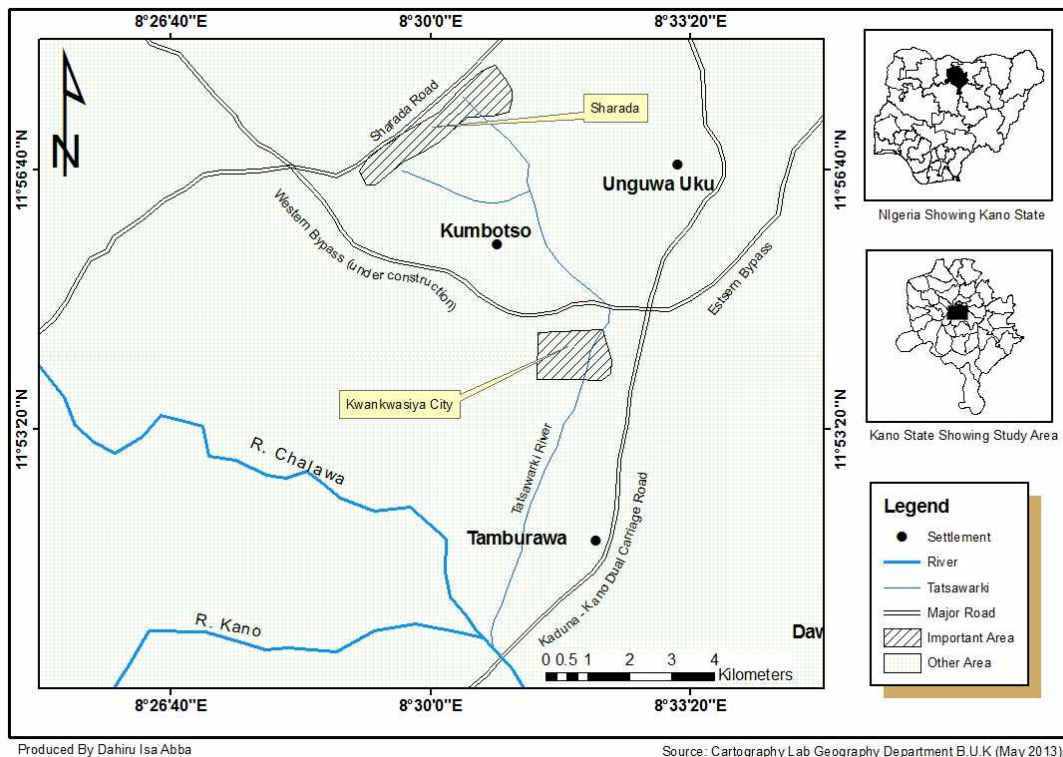 8°26'40"E
8°30'0"E
8°33'20"E
N
Sharada Road
Sharada
11°56'40"N
11°56'40"N
Unguwa Uku
Kumbotso
Western Bypass (under construction)
Estsern Bypass
Kwankwasiya City
11°53'20"N
11°53'20"N
R. Chalawa
Tatsawarki River
Tamburawa
Kaduna - Kano Dual Carriage Road
R. Kano
Daw
0 0.5 1 2 3 4
Kilometers
8°26'40"E
8°30'0"E
8°33'20"E
NIgeria Showing Kano State
Kano State Showing Study Area
Legend
Settlement
River
Tatsawarki
Major Road
Important Area
Other Area
Produced By Dahiru Isa Abba
Source: Cartography Lab Geography Department B.U.K (May 2013)